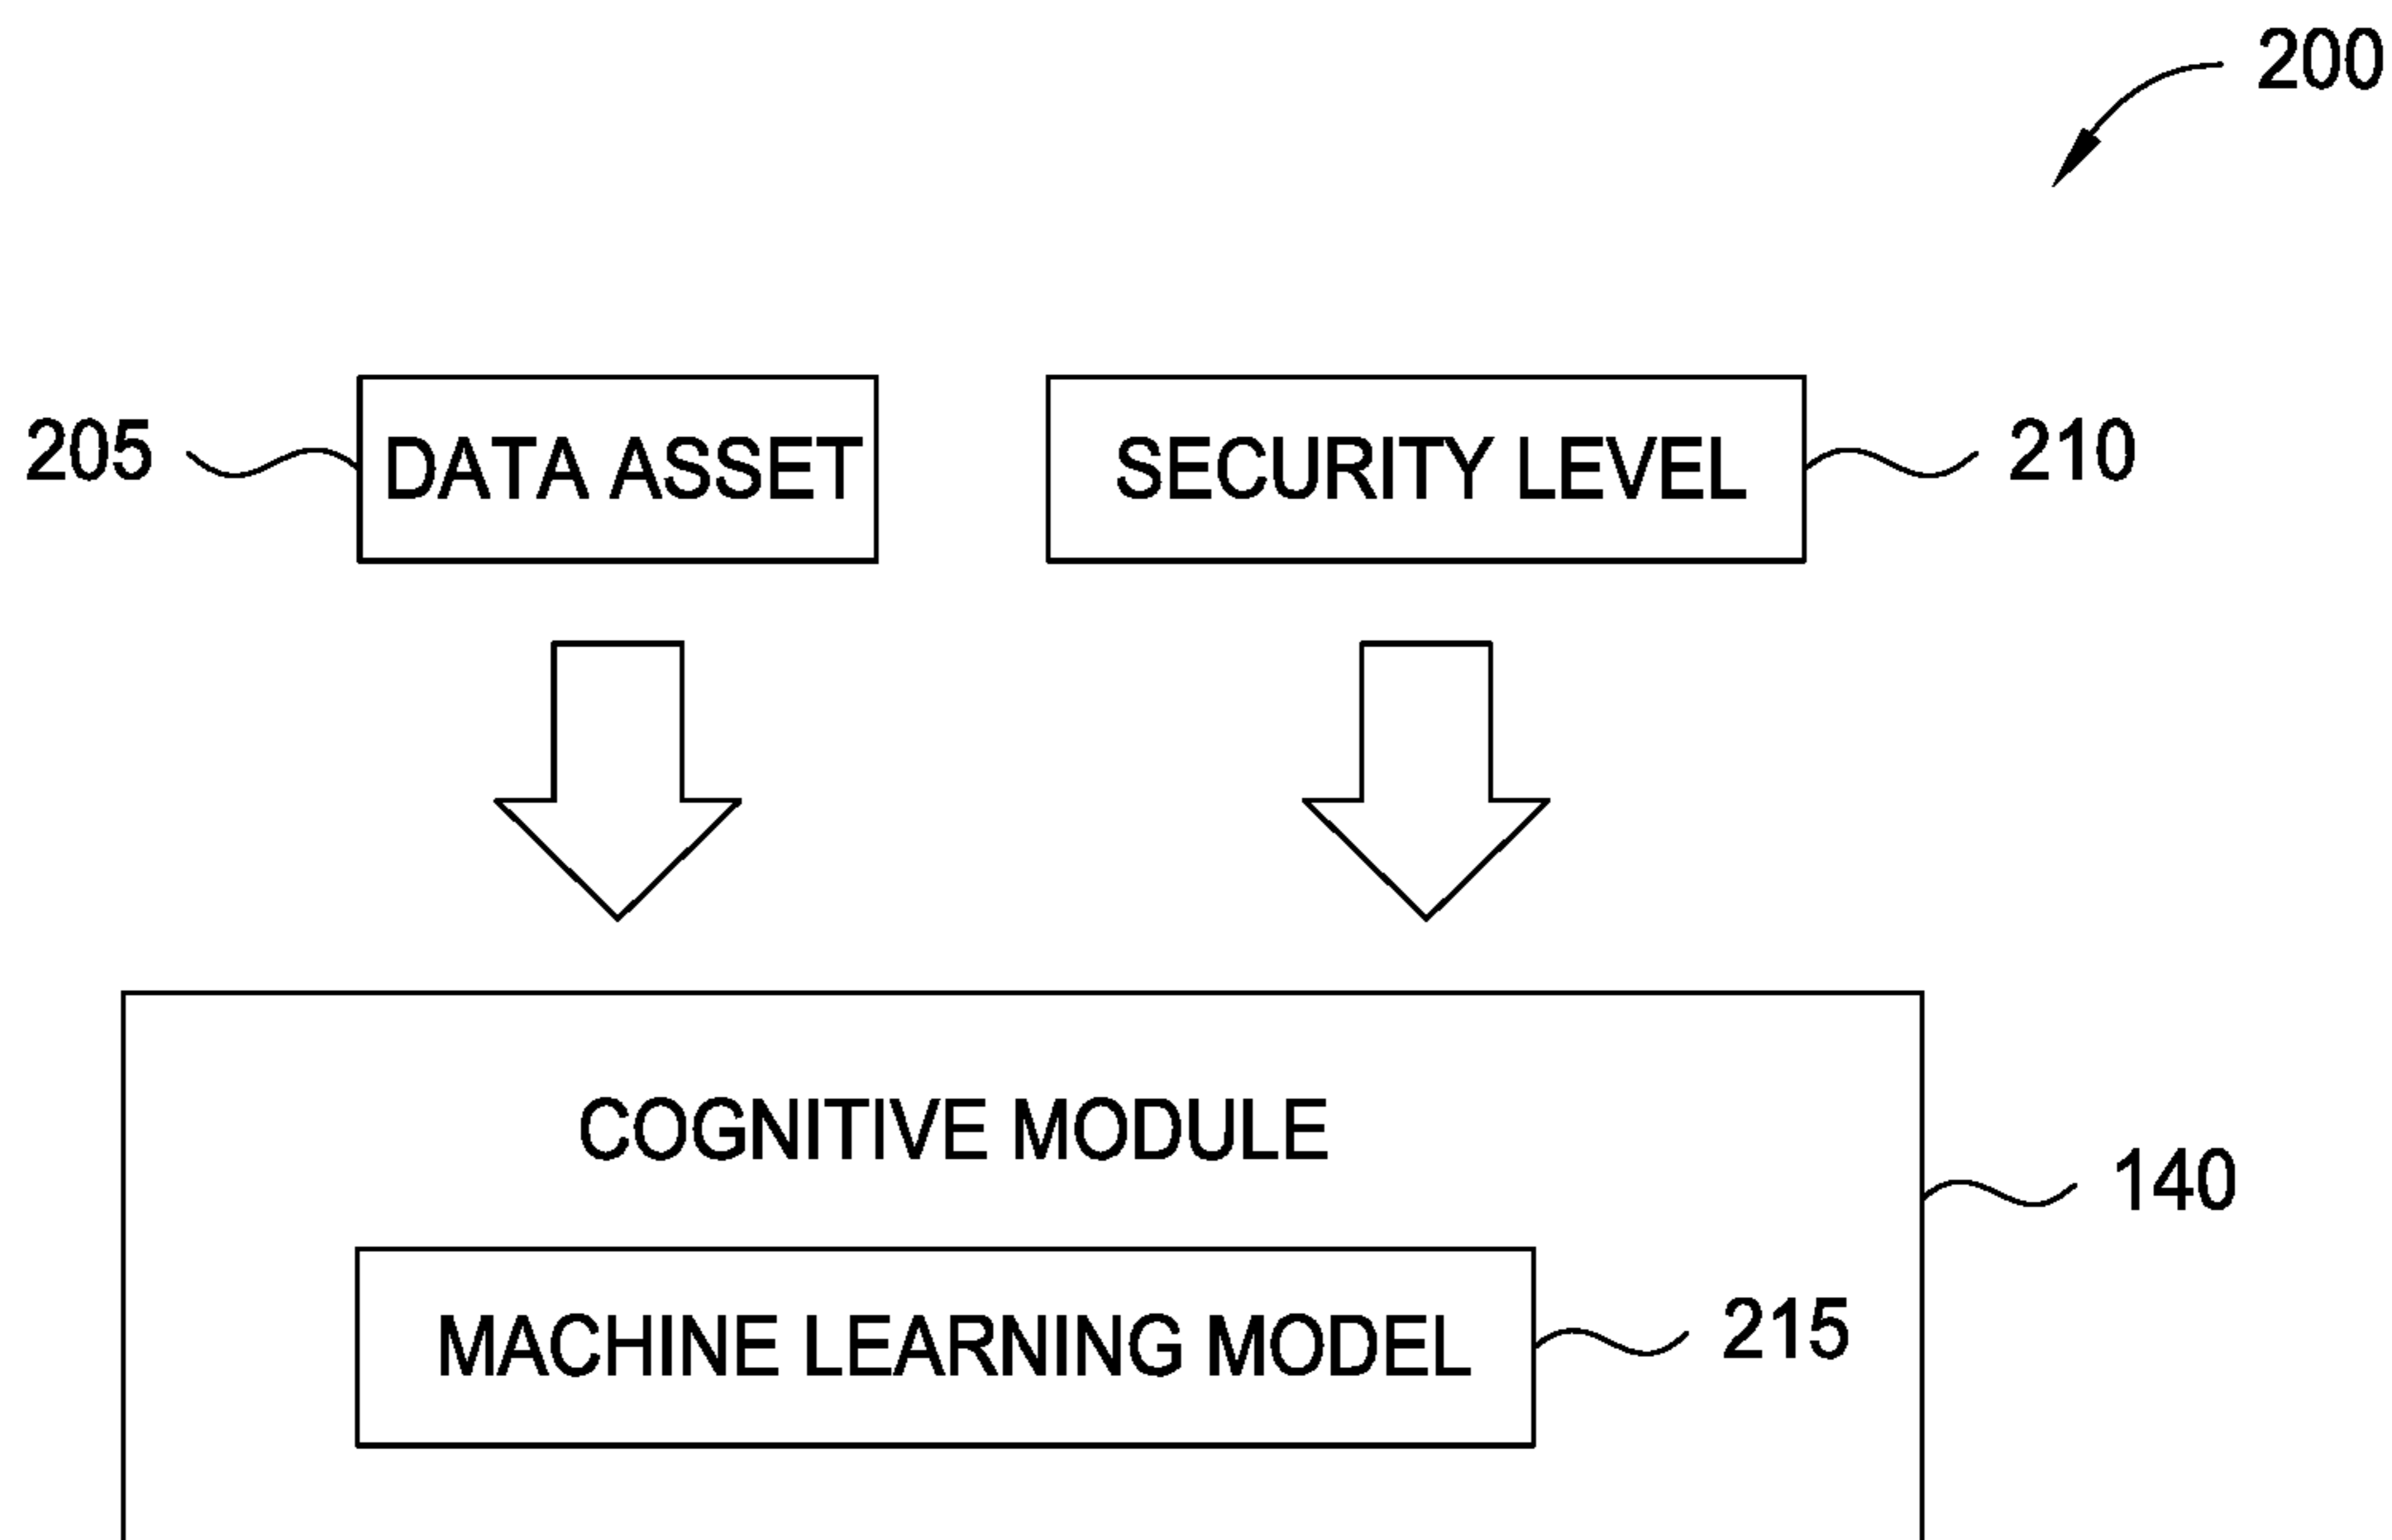 200
205 DATA ASSET SECURITY LEVEL 210
COGNITIVE MODULE
140
MACHINE LEARNING MODEL 215